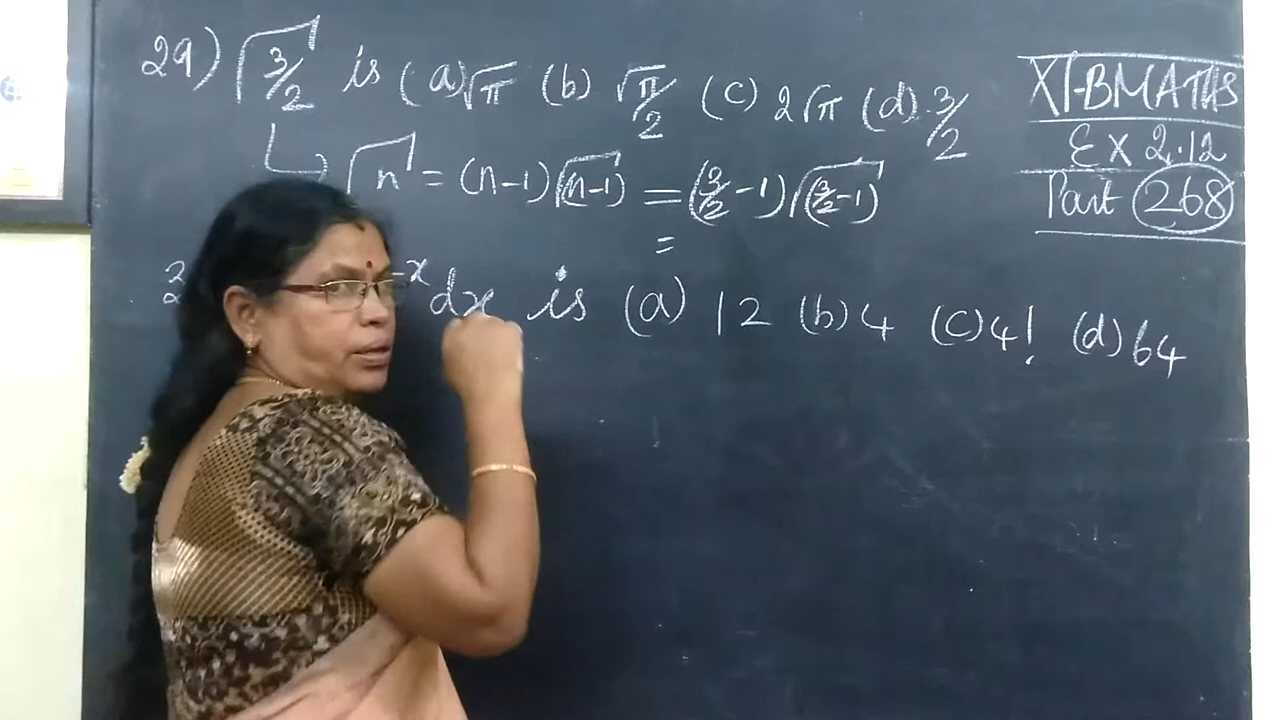 29) Γ3/2 is (a) √π (b) √π/2 (c) 2√π (d) 3/2
Γn = (n-1)Γ(n-1) = (3/2-1)Γ(3/2-1)
=
-x dx is (a) 12 (b) 4 (c) 4! (d) 64
XI-BMATHS
EX 2.12
Part 268